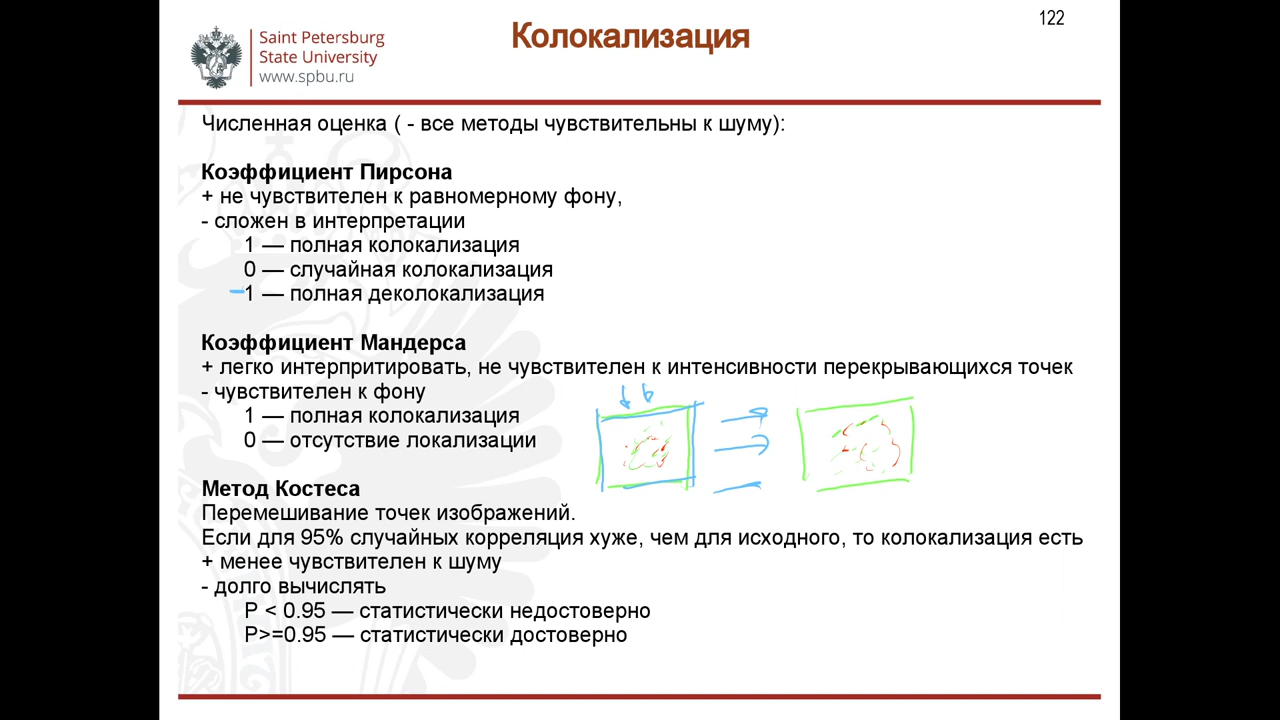 122
Saint Petersburg
State University
www.spbu.ru
Колокализация
Численная оценка ( - все методы чувствительны к шуму):
Коэффициент Пирсона
+ не чувствителен к равномерному фону,
- сложен в интерпретации
1 — полная колокализация
0 — случайная колокализация
-1 — полная деколокализация
Коэффициент Мандерса
+ легко интерпритировать, не чувствителен к интенсивности перекрывающихся точек
- чувствителен к фону
1 — полная колокализация
0 — отсутствие локализации
Метод Костеса
Перемешивание точек изображений.
Если для 95% случайных корреляция хуже, чем для исходного, то колокализация есть
+ менее чувствителен к шуму
- долго вычислять
P < 0.95 — статистически недостоверно
P>=0.95 — статистически достоверно